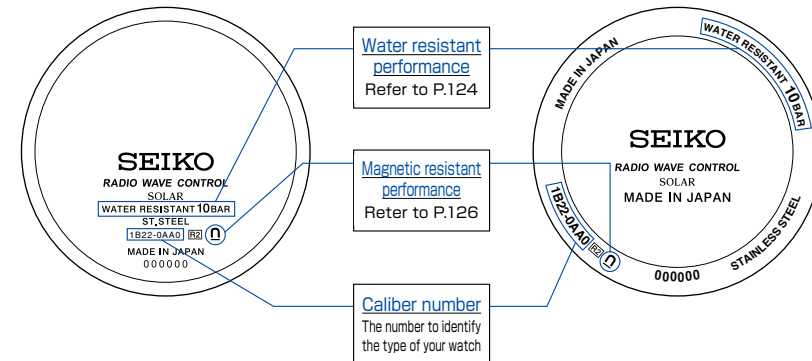 SEIKO
RADIO WAVE CONTROL
SOLAR
WATER RESISTANT 10BAR
ST.STEEL
1B22-0AA0 R2
MADE IN JAPAN
000000
Water resistant
performance
Refer to P.124
Magnetic resistant
performance
Reter to P.126
Caliber number
The number to identify
the type of your watch
MADE IN JAPAN
WATER RESISTANT 10BAR
SEIKO
RADIO WAVE CONTROL
SOLAR
MADE IN JAPAN
1B22-0AA0 R2
000000
STAINLESS STEEL